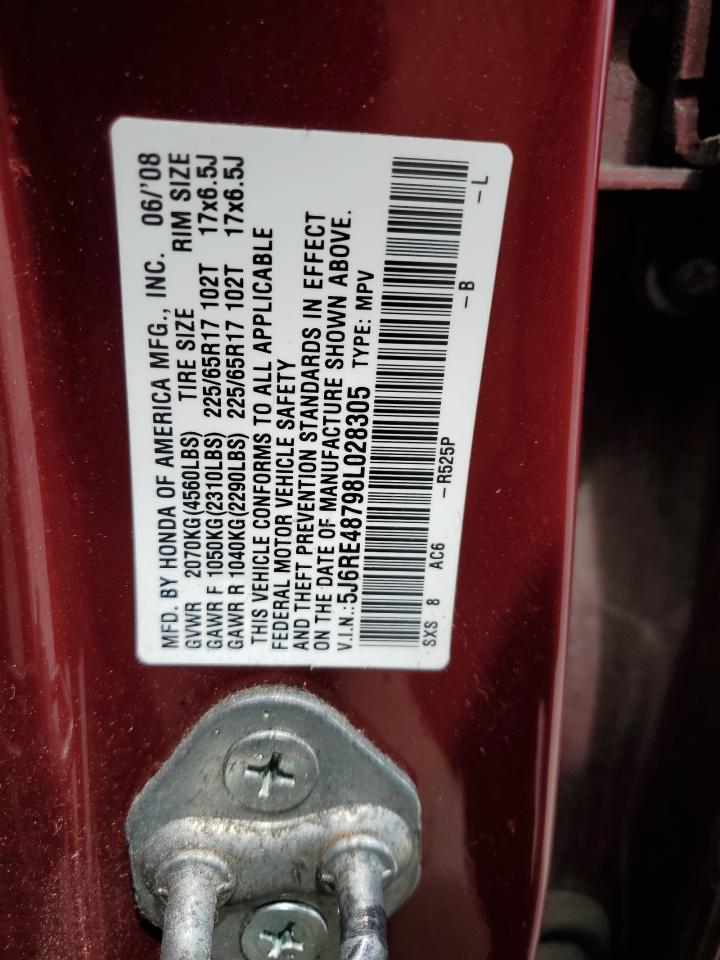 MFD. BY HONDA OF AMERICA MFG., INC. 06/'08
GVWR 2070KG(4560LBS) TIRE SIZE RIM SIZE
GAWR F 1050KG(2310LBS) 225/65R17 102T 17x6.5J
GAWR R 1040KG(2290LBS) 225/65R17 102T 17x6.5J
THIS VEHICLE CONFORMS TO ALL APPLICABLE
FEDERAL MOTOR VEHICLE SAFETY
AND THEFT PREVENTION STANDARDS IN EFFECT
ON THE DATE OF MANUFACTURE SHOWN ABOVE.
V.I.N.:5J6RE48798L028305 TYPE: MPV
SXS 8 AC6 -R525P -B -L